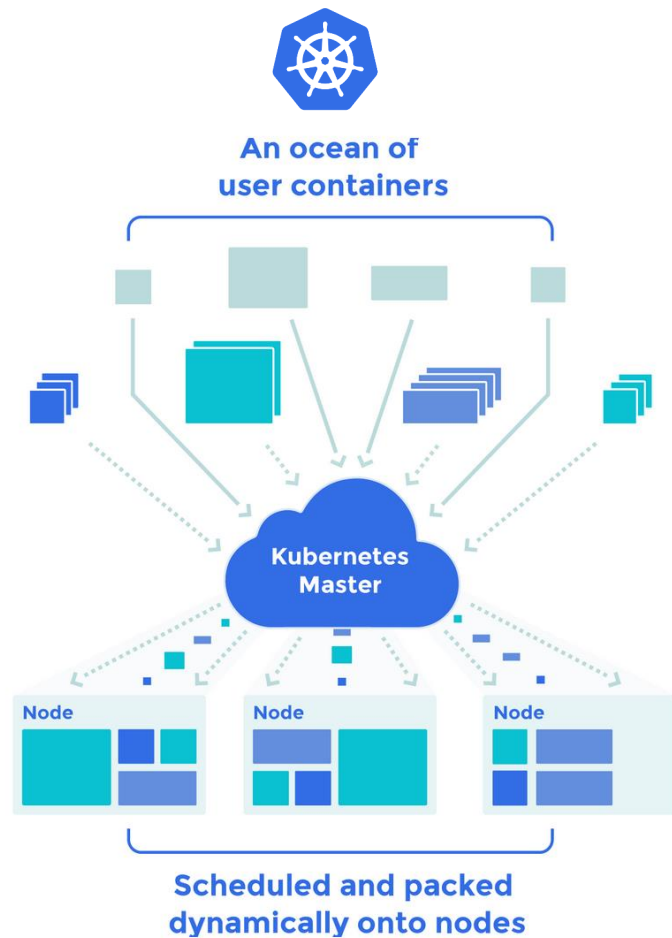 An ocean of
user containers
Kubernetes
Master
Node
Node
Node
Scheduled and packed
dynamically onto nodes